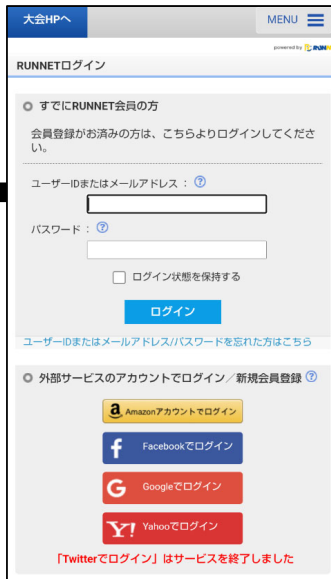 大会HPへ
MENU
powered by RUNNET
RUNNETログイン
すでにRUNNET会員の方
会員登録がお済みの方は、こちらよりログインしてくださ
い。
ユーザーIDまたはメールアドレス : ?
パスワード : ?
ログイン状態を保持する
ログイン
ユーザーIDまたはメールアドレス/パスワードを忘れた方はこちら
外部サービスのアカウントでログイン/新規会員登録 ?
a Amazonアカウントでログイン
f Facebookでログイン
G Googleでログイン
Y! Yahooでログイン
「Twitterでログイン」はサービスを終了しました